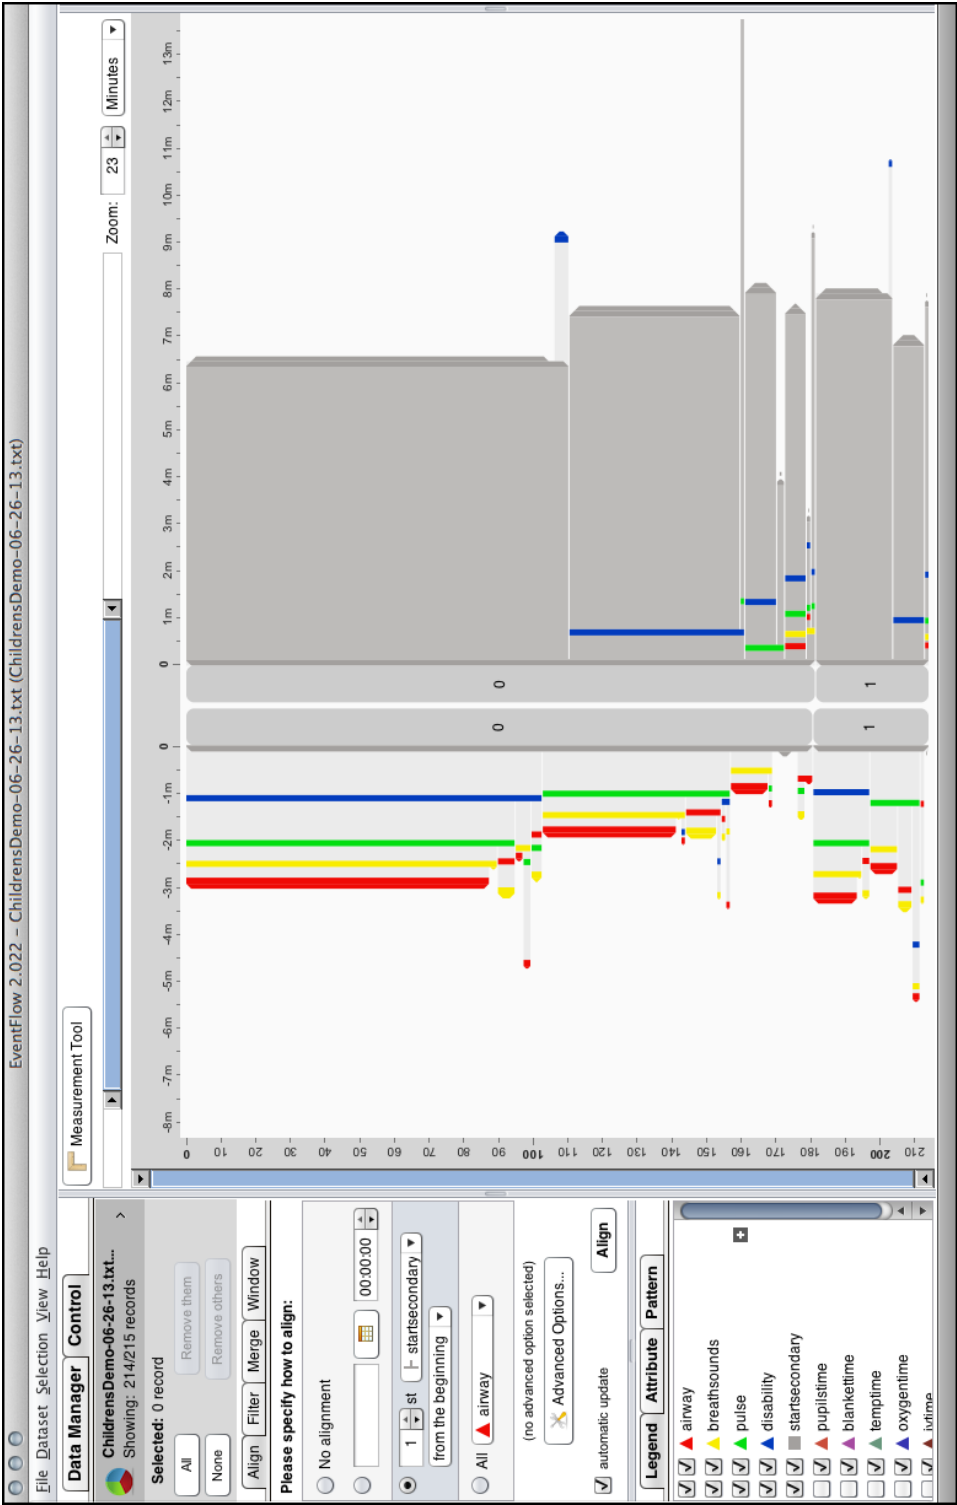 EventFlow 2.022 – ChildrensDemo-06-26-13.txt (ChildrensDemo-06-26-13.txt)
File Dataset Selection View Help
Data Manager Control
ChildrensDemo-06-26-13.txt... >
Showing: 214/215 records
Selected: 0 record
All Remove them
None Remove others
Align Filter Merge Window
Please specify how to align:
No alignment
00:00:00
1 st startsecondary
from the beginning
All airway
(no advanced option selected)
Advanced Options...
automatic update Align
Legend Attribute Pattern
airway
breathsounds
pulse
disability
startsecondary
pupilstime
blankettime
temptime
oxygentime
Measurement Tool
Zoom: 23 Minutes
-8m -7m -6m -5m -4m -3m -2m -1m 0 0 1m 2m 3m 4m 5m 6m 7m 8m 9m 10m 11m 12m 13m
0
10
20
30
40
50
60
70
80
90
100
110
120
130
140
150
160
170
180
190
200
210
0 0
1 1